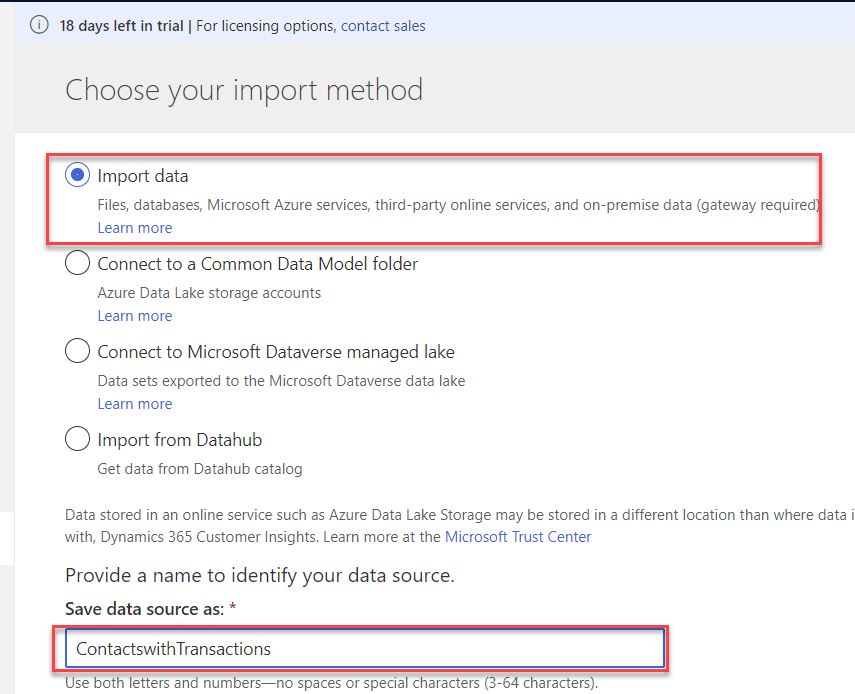 18 days left in trial | For licensing options, contact sales
Choose your import method
Import data
Files, databases, Microsoft Azure services, third-party online services, and on-premise data (gateway required)
Learn more
Connect to a Common Data Model folder
Azure Data Lake storage accounts
Learn more
Connect to Microsoft Dataverse managed lake
Data sets exported to the Microsoft Dataverse data lake
Learn more
Import from Datahub
Get data from Datahub catalog
Data stored in an online service such as Azure Data Lake Storage may be stored in a different location than where data i
with, Dynamics 365 Customer Insights. Learn more at the Microsoft Trust Center
Provide a name to identify your data source.
Save data source as: *
ContactswithTransactions
Use both letters and numbers—no spaces or special characters (3-64 characters).